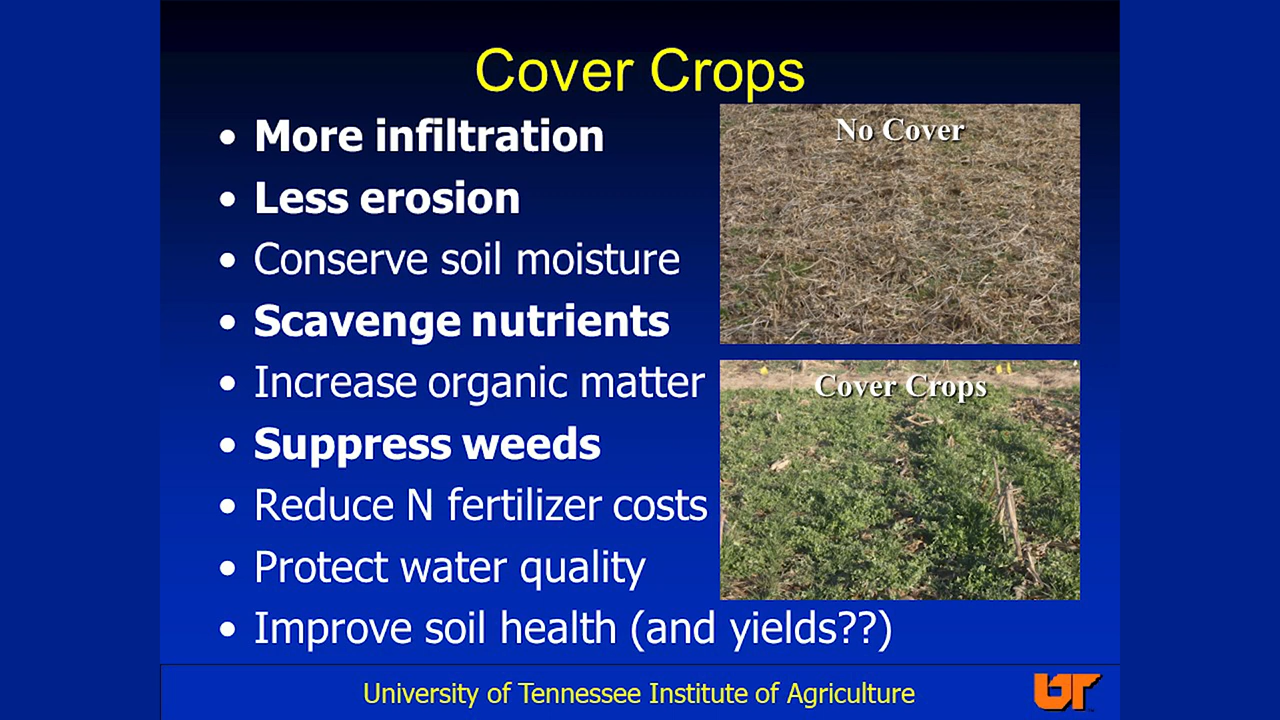 Cover Crops
• More infiltration
• Less erosion
• Conserve soil moisture
• Scavenge nutrients
• Increase organic matter
• Suppress weeds
• Reduce N fertilizer costs
• Protect water quality
• Improve soil health (and yields??)
No Cover
Cover Crops
University of Tennessee Institute of Agriculture
UT